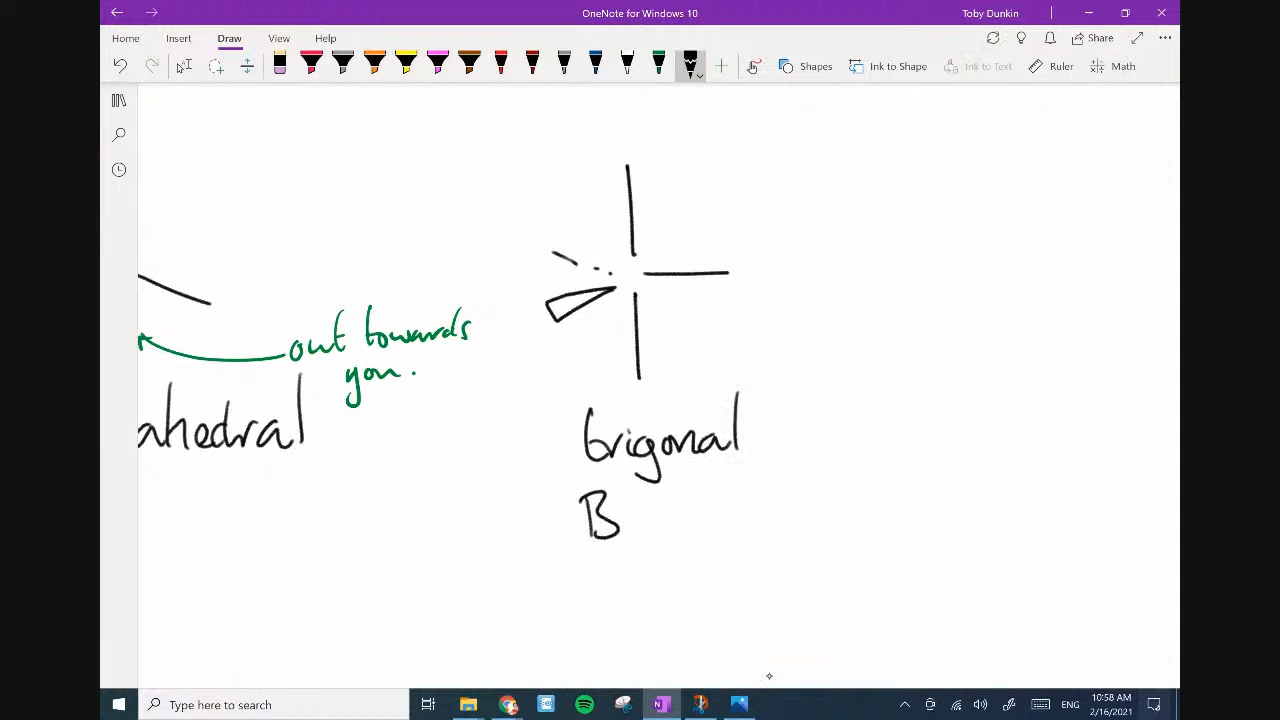 OneNote for Windows 10
Toby Dunkin
Home Insert Draw View Help
Share
Shapes Ink to Shape Ink to Text Ruler Math
out towards
you.
ahedral
trigonal
B
Type here to search
ENG
10:58 AM
2/16/2021